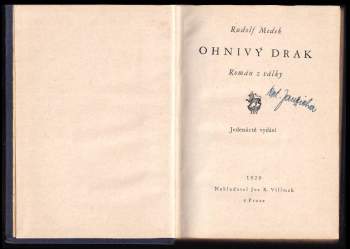 Rudolf Medek
OHNIVÝ DRAK
Román z války
Jedenácté vydání
1929
Nakladatel Jos. R. Vilímek
v Praze